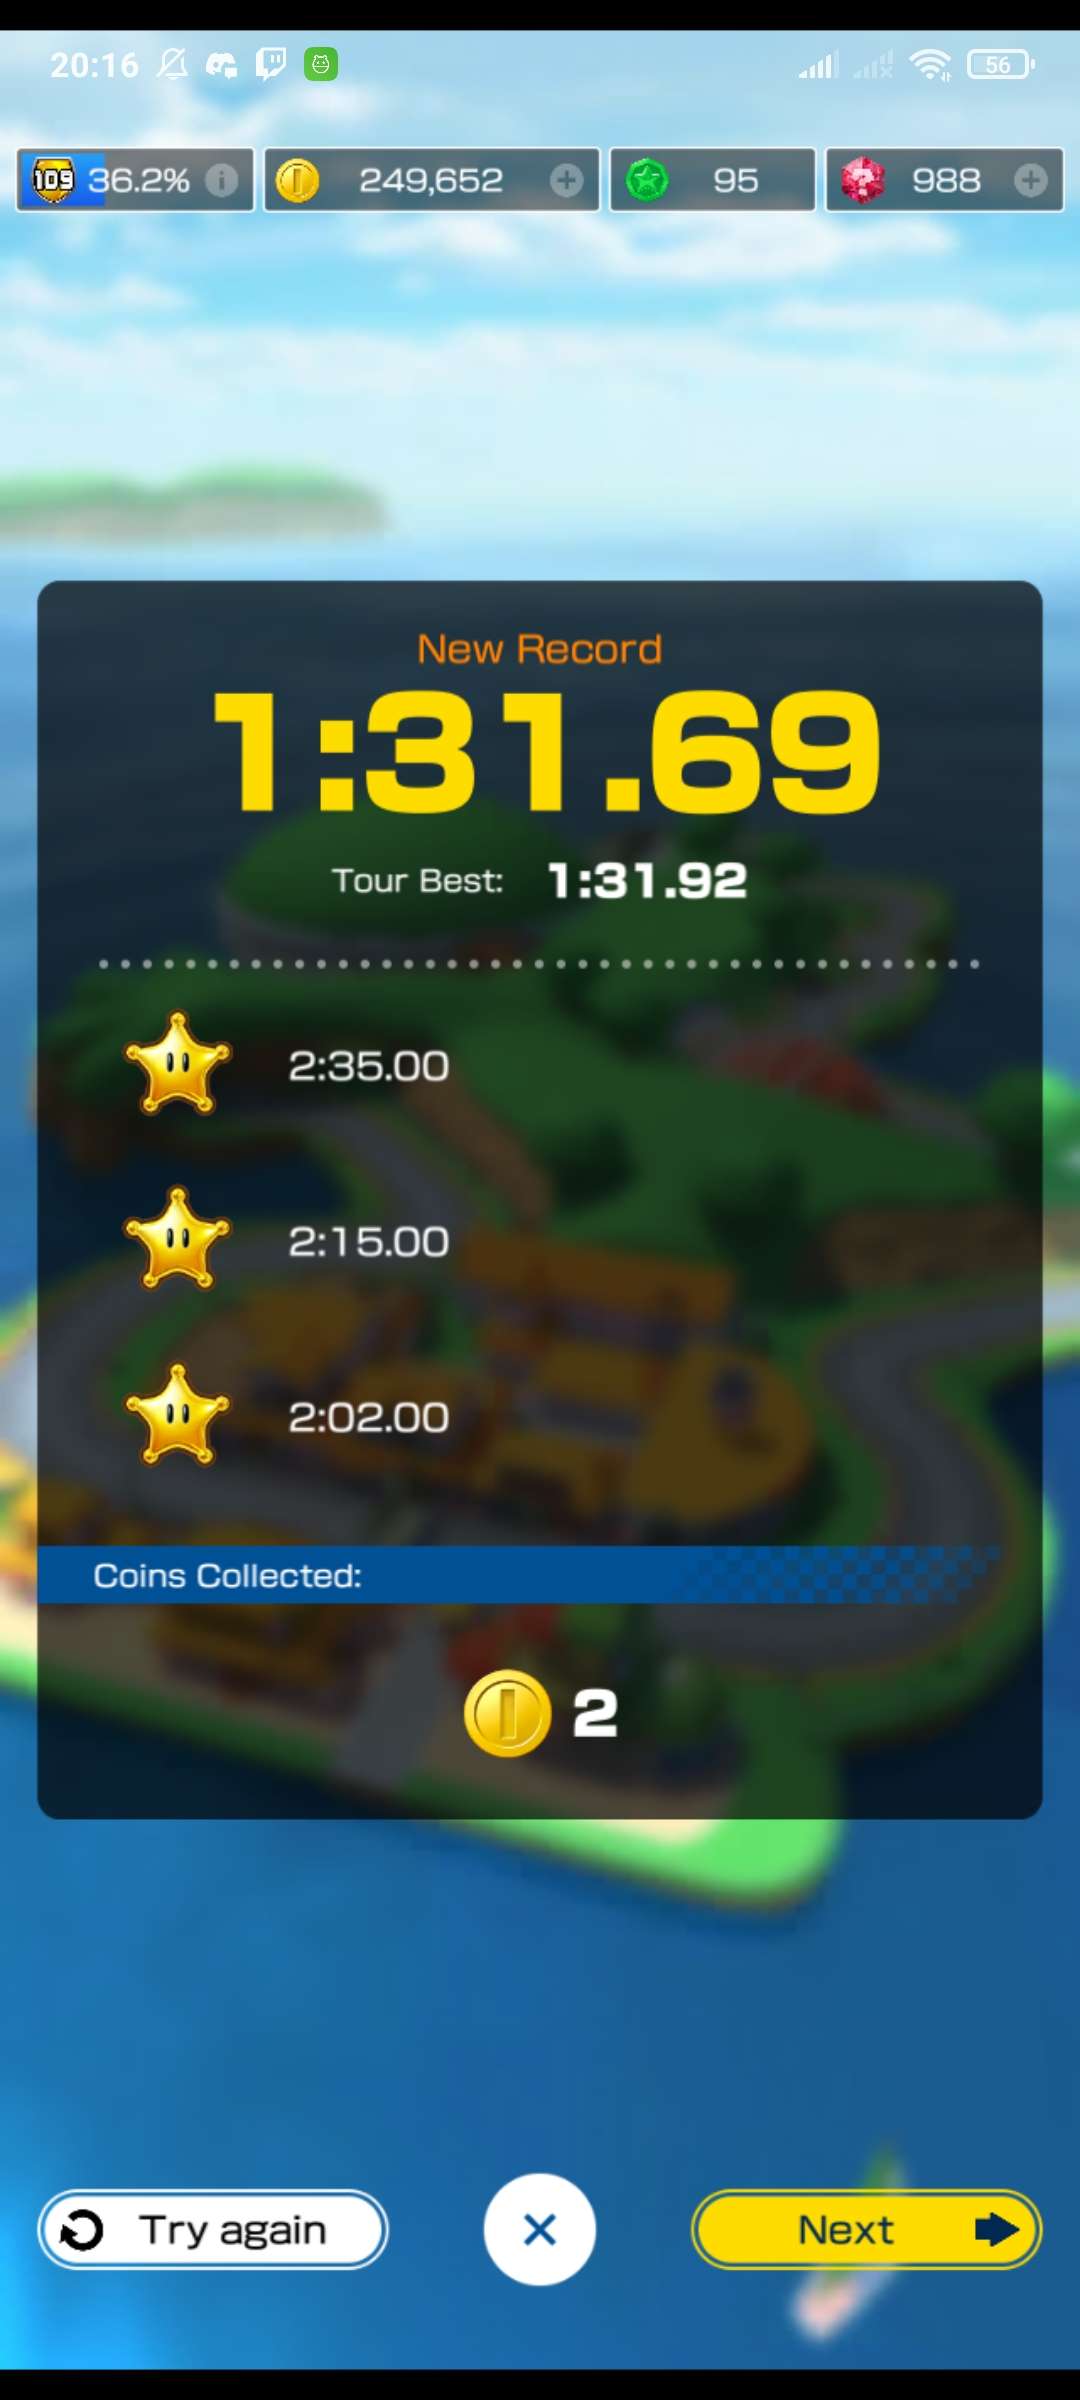 20:16 56
109 36.2% 249,652 95 988
New Record
1:31.69
Tour Best: 1:31.92
2:35.00
2:15.00
2:02.00
Coins Collected:
2
Try again
Next